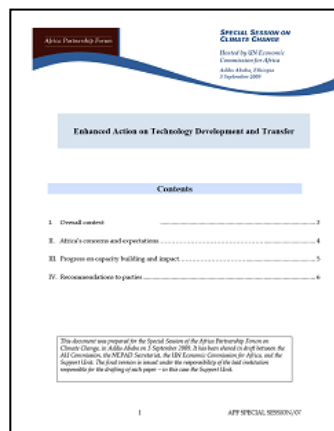 Africa Partnership Forum
SPECIAL SESSION ON
CLIMATE CHANGE
Hosted by UN Economic
Commission for Africa
Addis Ababa, Ethiopia
3 September 2009
Enhanced Action on Technology Development and Transfer
Contents
I. Overall context 2
II. Africa's concerns and expectations 4
III. Progress on capacity building and impact 5
IV. Recommendations to parties 6
This document was prepared for the Special Session of the Africa Partnership Forum on
Climate Change, in Addis Ababa on 3 September 2009. It has been shared in draft between the
AU Commission, the NEPAD Secretariat, the UN Economic Commission for Africa, and the
Support Unit. The final version is issued under the responsibility of the lead institution
responsible for the drafting of each paper – in this case the Support Unit.
1 APF SPECIAL SESSION/07